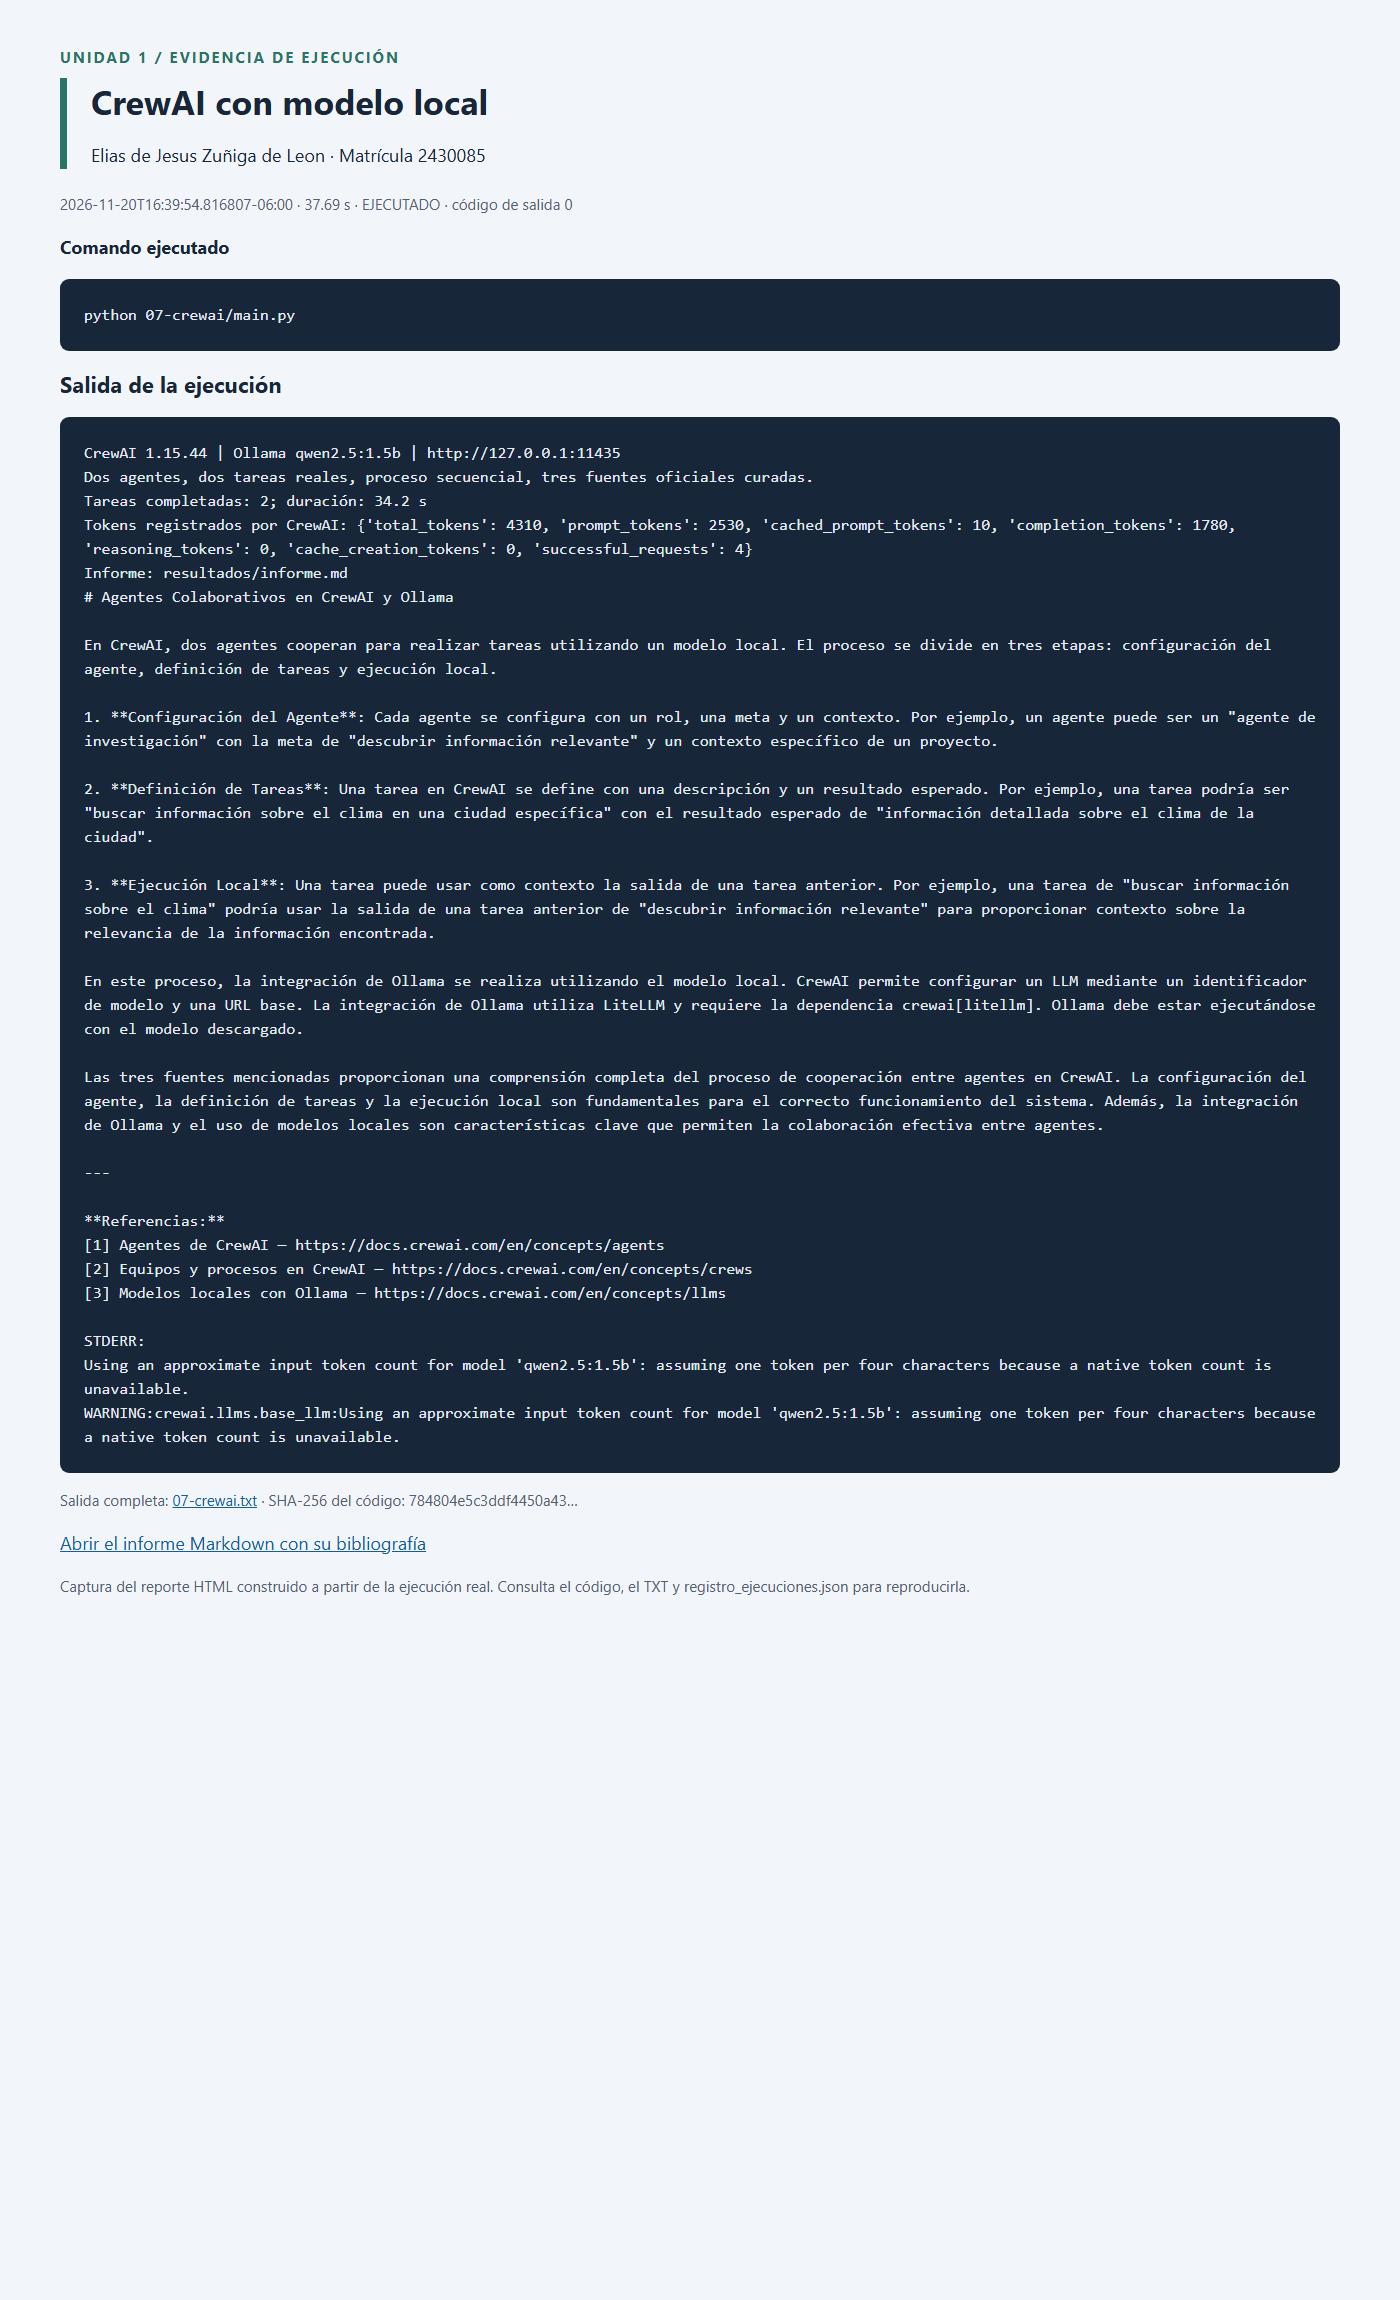 UNIDAD 1 / EVIDENCIA DE EJECUCIÓN
CrewAI con modelo local
Elias de Jesus Zuñiga de Leon · Matrícula 2430085
2026-11-20T16:39:54.816807-06:00 · 37.69 s · EJECUTADO · código de salida 0
Comando ejecutado
python 07-crewai/main.py
Salida de la ejecución
CrewAI 1.15.44 | Ollama qwen2.5:1.5b | http://127.0.0.1:11435
Dos agentes, dos tareas reales, proceso secuencial, tres fuentes oficiales curadas.
Tareas completadas: 2; duración: 34.2 s
Tokens registrados por CrewAI: {'total_tokens': 4310, 'prompt_tokens': 2530, 'cached_prompt_tokens': 10, 'completion_tokens': 1780,
'reasoning_tokens': 0, 'cache_creation_tokens': 0, 'successful_requests': 4}
Informe: resultados/informe.md
# Agentes Colaborativos en CrewAI y Ollama
En CrewAI, dos agentes cooperan para realizar tareas utilizando un modelo local. El proceso se divide en tres etapas: configuración del
agente, definición de tareas y ejecución local.
1. **Configuración del Agente**: Cada agente se configura con un rol, una meta y un contexto. Por ejemplo, un agente puede ser un "agente de
investigación" con la meta de "descubrir información relevante" y un contexto específico de un proyecto.
2. **Definición de Tareas**: Una tarea en CrewAI se define con una descripción y un resultado esperado. Por ejemplo, una tarea podría ser
"buscar información sobre el clima en una ciudad específica" con el resultado esperado de "información detallada sobre el clima de la
ciudad".
3. **Ejecución Local**: Una tarea puede usar como contexto la salida de una tarea anterior. Por ejemplo, una tarea de "buscar información
sobre el clima" podría usar la salida de una tarea anterior de "descubrir información relevante" para proporcionar contexto sobre la
relevancia de la información encontrada.
En este proceso, la integración de Ollama se realiza utilizando el modelo local. CrewAI permite configurar un LLM mediante un identificador
de modelo y una URL base. La integración de Ollama utiliza LiteLLM y requiere la dependencia crewai[litellm]. Ollama debe estar ejecutándose
con el modelo descargado.
Las tres fuentes mencionadas proporcionan una comprensión completa del proceso de cooperación entre agentes en CrewAI. La configuración del
agente, la definición de tareas y la ejecución local son fundamentales para el correcto funcionamiento del sistema. Además, la integración
de Ollama y el uso de modelos locales son características clave que permiten la colaboración efectiva entre agentes.
---
**Referencias:**
[1] Agentes de CrewAI — https://docs.crewai.com/en/concepts/agents
[2] Equipos y procesos en CrewAI — https://docs.crewai.com/en/concepts/crews
[3] Modelos locales con Ollama — https://docs.crewai.com/en/concepts/llms
STDERR:
Using an approximate input token count for model 'qwen2.5:1.5b': assuming one token per four characters because a native token count is
unavailable.
WARNING:crewai.llms.base_llm:Using an approximate input token count for model 'qwen2.5:1.5b': assuming one token per four characters because
a native token count is unavailable.
Salida completa: 07-crewai.txt · SHA-256 del código: 784804e5c3ddf4450a43…
Abrir el informe Markdown con su bibliografía
Captura del reporte HTML construido a partir de la ejecución real. Consulta el código, el TXT y registro_ejecuciones.json para reproducirla.